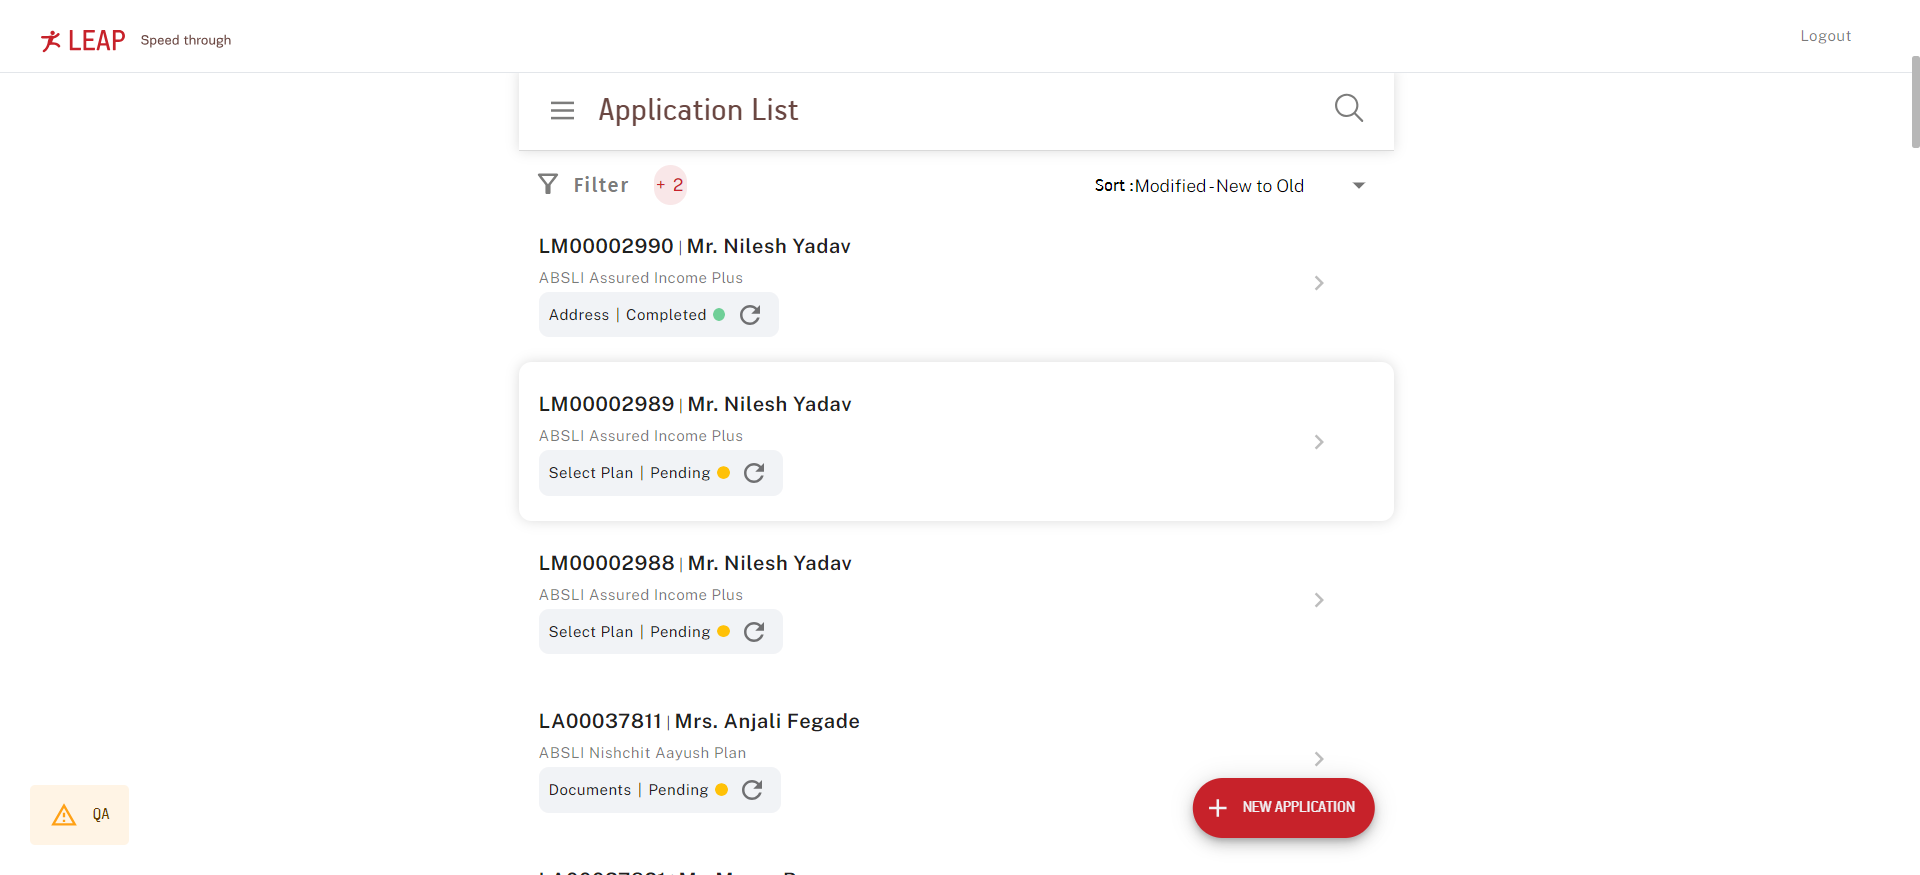 LEAP Speed through
Logout
Application List
Filter + 2
Sort :Modified - New to Old
LM00002990 | Mr. Nilesh Yadav
ABSLI Assured Income Plus
Address | Completed
LM00002989 | Mr. Nilesh Yadav
ABSLI Assured Income Plus
Select Plan | Pending
LM00002988 | Mr. Nilesh Yadav
ABSLI Assured Income Plus
Select Plan | Pending
LA00037811 | Mrs. Anjali Fegade
ABSLI Nishchit Aayush Plan
Documents | Pending
+ NEW APPLICATION
QA